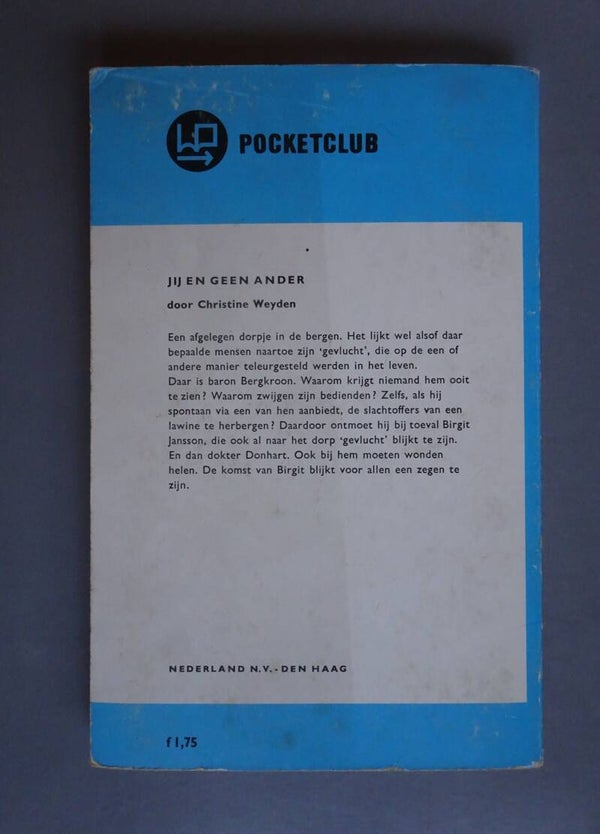 POCKETCLUB
JIJ EN GEEN ANDER
door Christine Weyden
Een afgelegen dorpje in de bergen. Het lijkt wel alsof daar
bepaalde mensen naartoe zijn ‘gevlucht’, die op de een of
andere manier teleurgesteld werden in het leven.
Daar is baron Bergkroon. Waarom krijgt niemand hem ooit
te zien? Waarom zwijgen zijn bedienden? Zelfs, als hij
spontaan via een van hen aanbiedt, de slachtoffers van een
lawine te herbergen? Daardoor ontmoet hij bij toeval Birgit
Jansson, die ook al naar het dorp ‘gevlucht’ blijkt te zijn.
En dan dokter Donhart. Ook bij hem moeten wonden
helen. De komst van Birgit blijkt voor allen een zegen te
zijn.
NEDERLAND N.V. - DEN HAAG
f 1,75